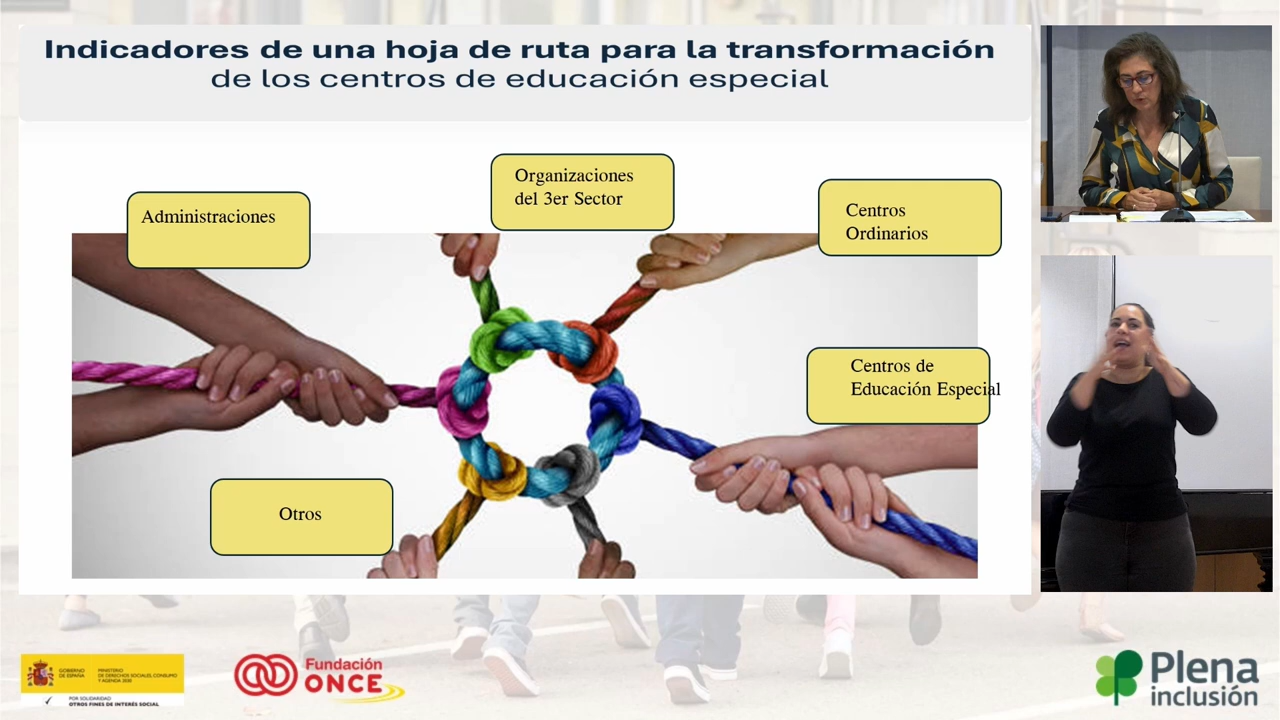 Indicadores de una hoja de ruta para la transformación
de los centros de educación especial
Administraciones
Organizaciones
del 3er Sector
Centros
Ordinarios
Centros de
Educación Especial
Otros
GOBIERNO
DE ESPAÑA
MINISTERIO
DE DERECHOS SOCIALES, CONSUMO
Y AGENDA 2030
POR SOLIDARIDAD
OTROS FINES DE INTERÉS SOCIAL
Fundación
ONCE
Plena
inclusión